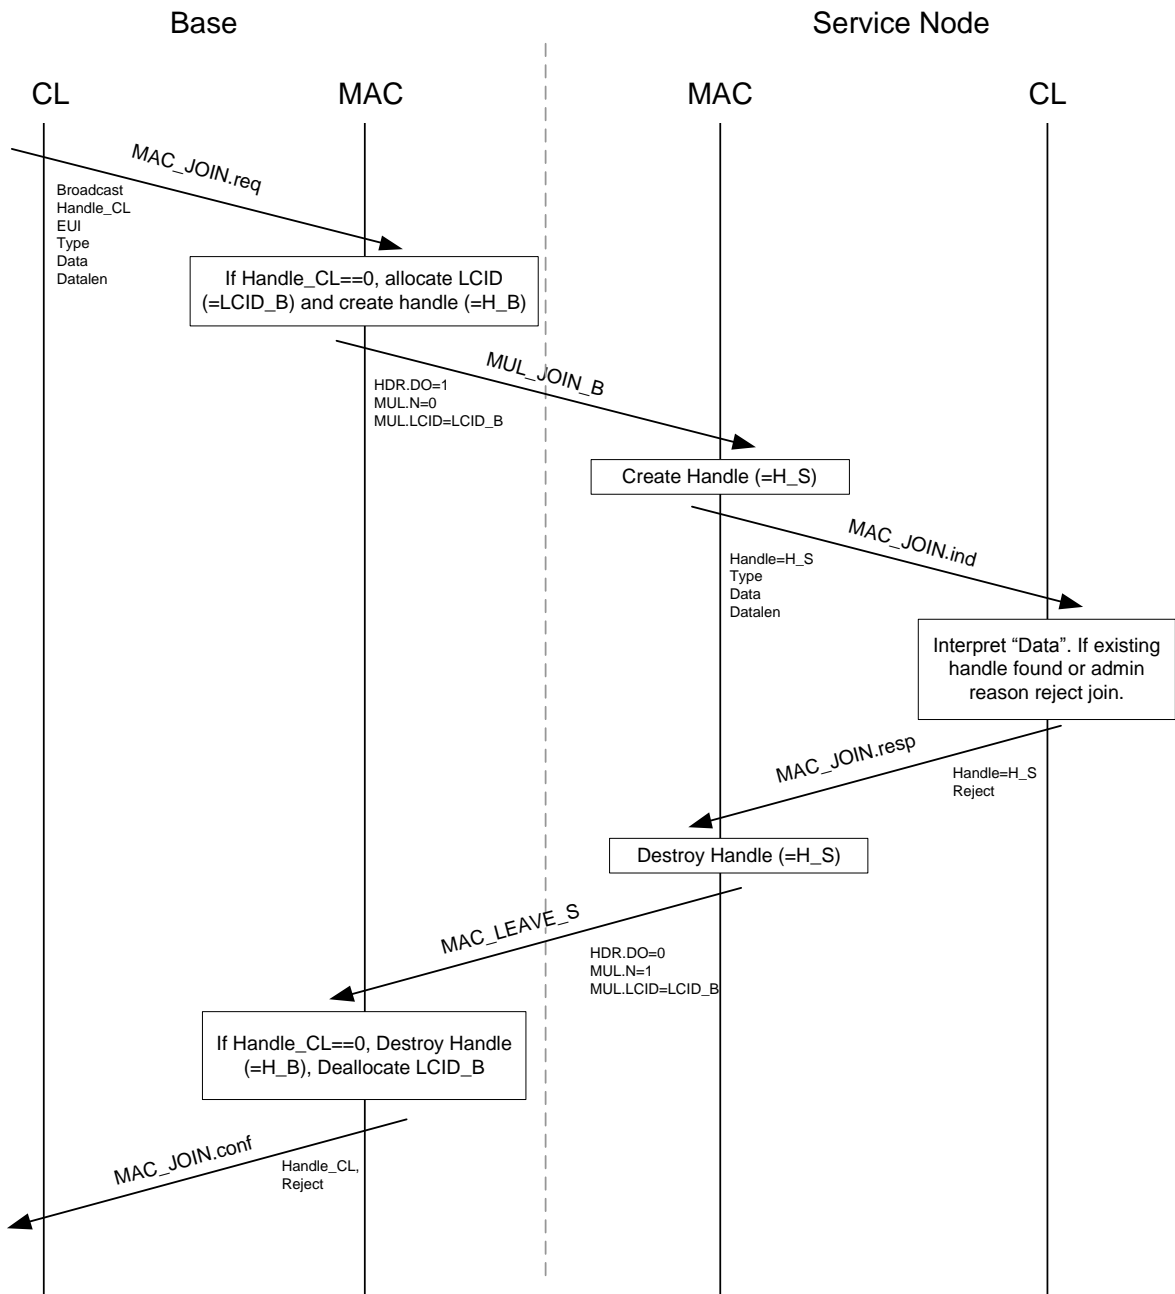 Base
Service Node
CL
MAC
MAC
CL
MAC_JOIN.req
Broadcast
Handle_CL
EUI
Type
Data
Datalen
If Handle_CL==0, allocate LCID
(=LCID_B) and create handle (=H_B)
MUL_JOIN_B
HDR.DO=1
MUL.N=0
MUL.LCID=LCID_B
Create Handle (=H_S)
MAC_JOIN.ind
Handle=H_S
Type
Data
Datalen
Interpret “Data”. If existing
handle found or admin
reason reject join.
MAC_JOIN.resp
Handle=H_S
Reject
Destroy Handle (=H_S)
MAC_LEAVE_S
HDR.DO=0
MUL.N=1
MUL.LCID=LCID_B
If Handle_CL==0, Destroy Handle
(=H_B), Deallocate LCID_B
MAC_JOIN.conf
Handle_CL,
Reject